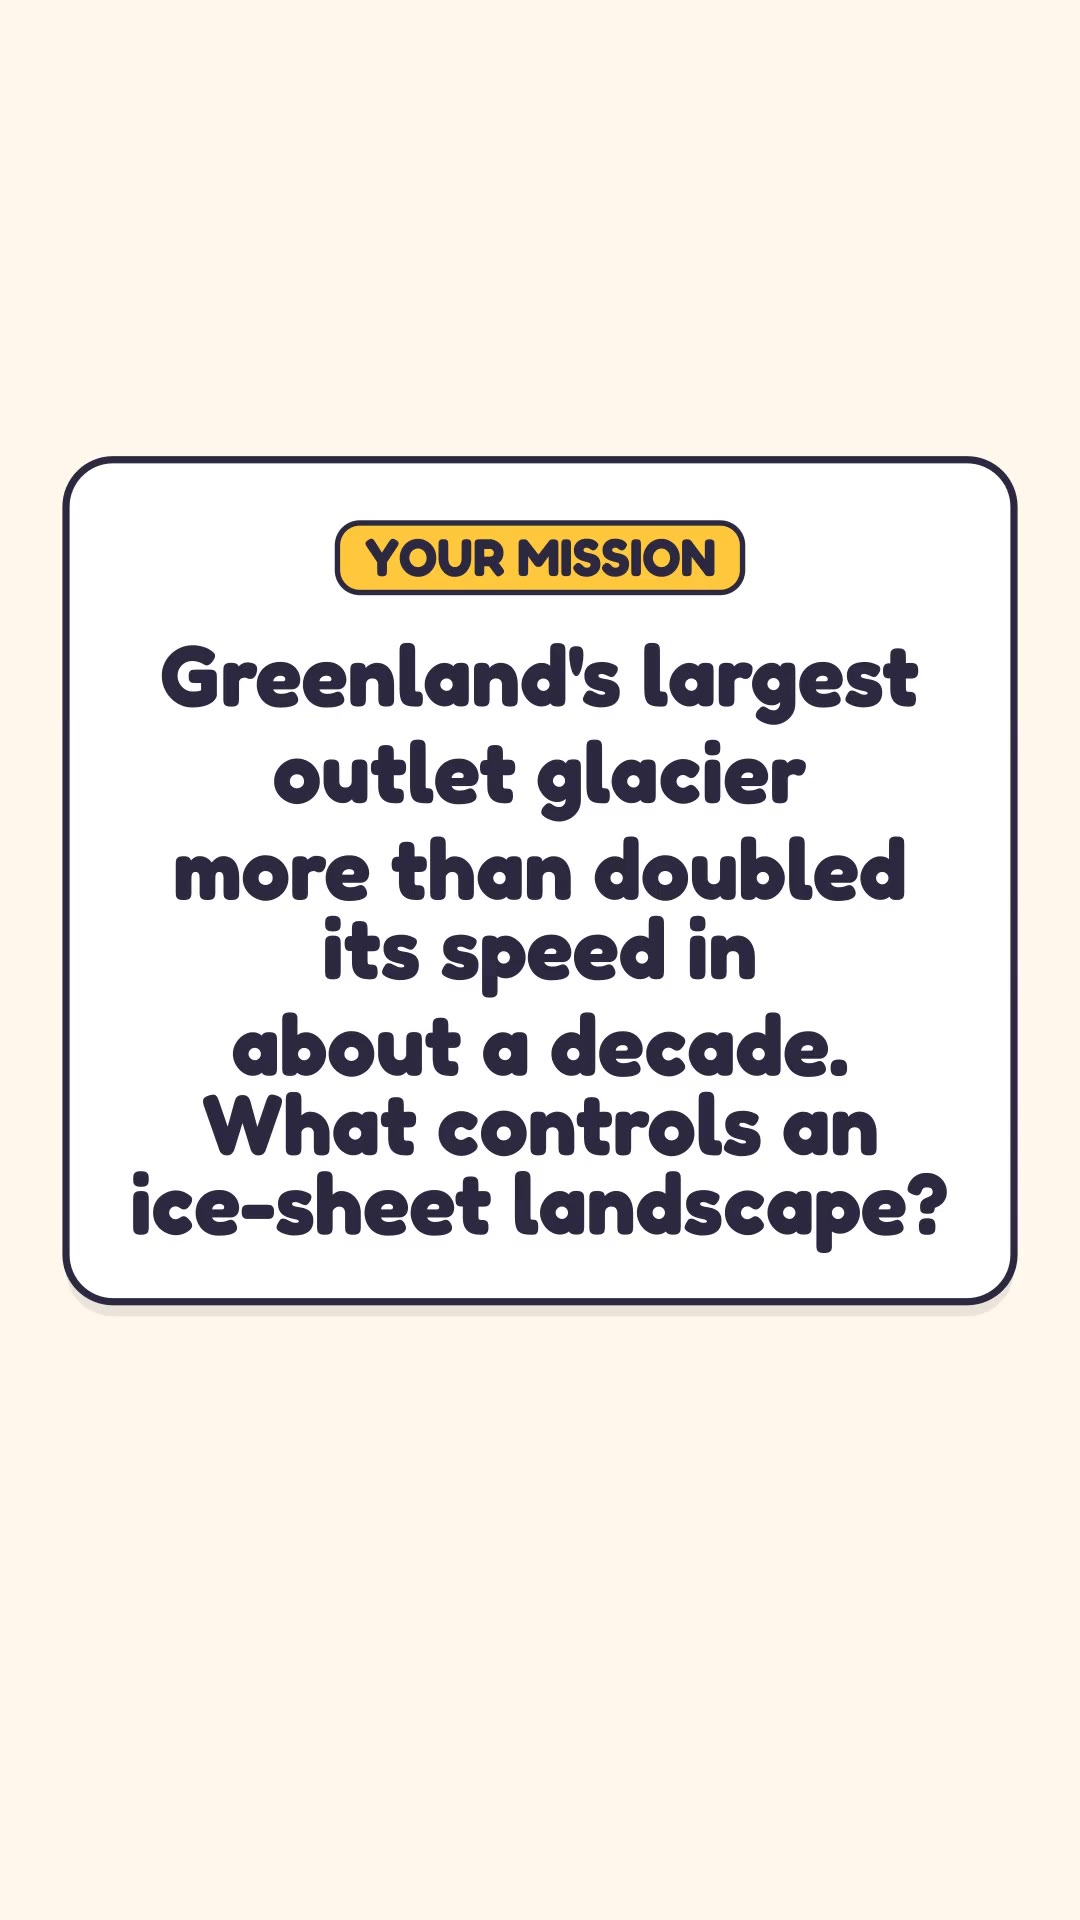 YOUR MISSION
Greenland's largest
outlet glacier
more than doubled
its speed in
about a decade.
What controls an
ice-sheet landscape?